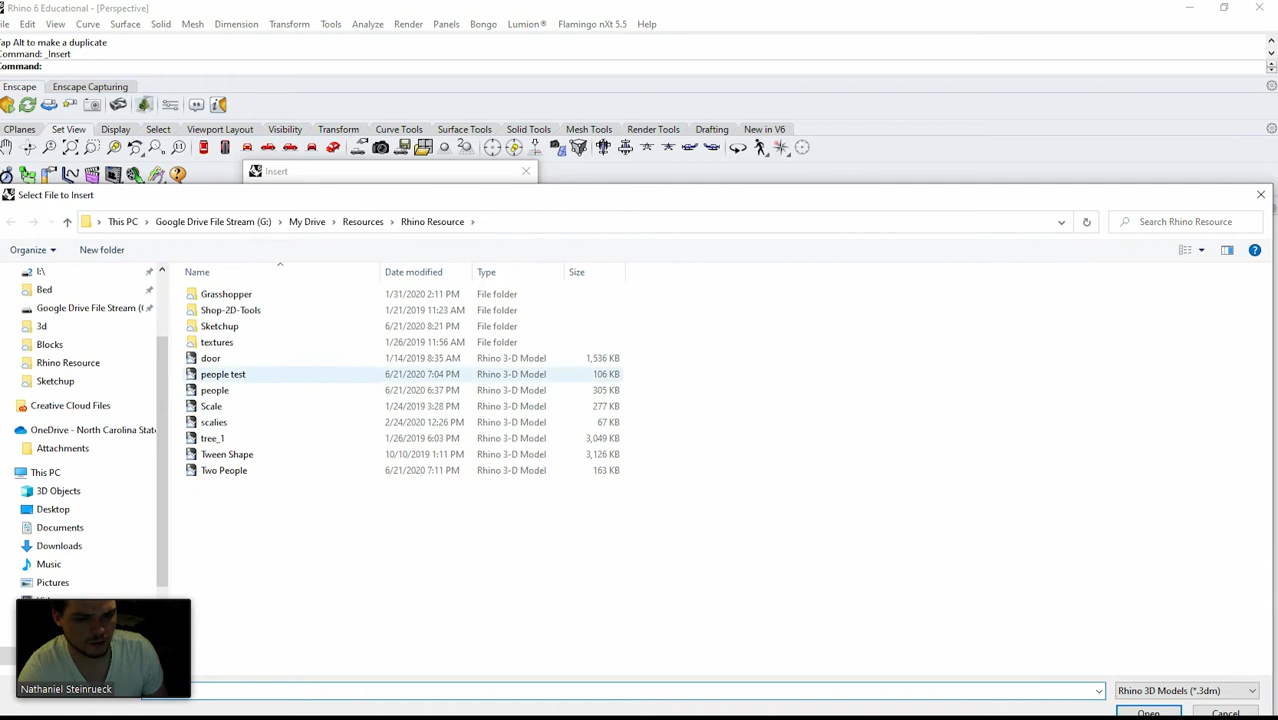 Rhino 6 Educational - [Perspective]
File Edit View Curve Surface Solid Mesh Dimension Transform Tools Analyze Render Panels Bongo Lumion® Flamingo nXt 5.5 Help
Tap Alt to make a duplicate
Command: _Insert
Command:
Enscape Enscape Capturing
CPlanes Set View Display Select Viewport Layout Visibility Transform Curve Tools Surface Tools Solid Tools Mesh Tools Render Tools Drafting New in V6
Insert
Select File to Insert
This PC > Google Drive File Stream (G:) > My Drive > Resources > Rhino Resource >
Search Rhino Resource
Organize New folder
Name Date modified Type Size
I:\
Bed
Google Drive File Stream (
3d
Blocks
Rhino Resource
Sketchup
Creative Cloud Files
OneDrive - North Carolina State
Attachments
This PC
3D Objects
Desktop
Documents
Downloads
Music
Pictures
Grasshopper 1/31/2020 2:11 PM File folder
Shop-2D-Tools 1/21/2019 11:23 AM File folder
Sketchup 6/21/2020 8:21 PM File folder
textures 1/26/2019 11:56 AM File folder
door 1/14/2019 8:35 AM Rhino 3-D Model 1,536 KB
people test 6/21/2020 7:04 PM Rhino 3-D Model 106 KB
people 6/21/2020 6:37 PM Rhino 3-D Model 305 KB
Scale 1/24/2019 3:28 PM Rhino 3-D Model 277 KB
scalies 2/24/2020 12:26 PM Rhino 3-D Model 67 KB
tree_1 1/26/2019 6:03 PM Rhino 3-D Model 3,049 KB
Tween Shape 10/10/2019 1:11 PM Rhino 3-D Model 3,126 KB
Two People 6/21/2020 7:11 PM Rhino 3-D Model 163 KB
Nathaniel Steinrueck
Rhino 3D Models (*.3dm)
Open Cancel